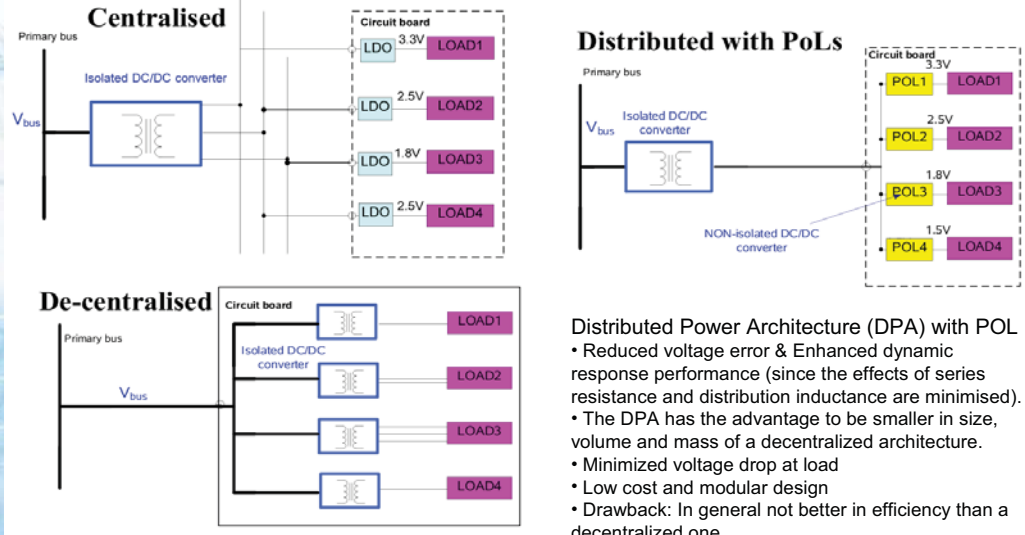 Centralised
Primary bus
Isolated DC/DC converter
Vbus
Circuit board
LDO 3.3V LOAD1
LDO 2.5V LOAD2
LDO 1.8V LOAD3
LDO 2.5V LOAD4
Distributed with PoLs
Primary bus
Vbus
Isolated DC/DC
converter
Circuit board
3.3V
POL1 LOAD1
2.5V
POL2 LOAD2
1.8V
POL3 LOAD3
1.5V
POL4 LOAD4
NON-isolated DC/DC
converter
De-centralised
Primary bus
Vbus
Circuit board
Isolated DC/DC
converter
LOAD1
LOAD2
LOAD3
LOAD4
Distributed Power Architecture (DPA) with POL
• Reduced voltage error & Enhanced dynamic
response performance (since the effects of series
resistance and distribution inductance are minimised).
• The DPA has the advantage to be smaller in size,
volume and mass of a decentralized architecture.
• Minimized voltage drop at load
• Low cost and modular design
• Drawback: In general not better in efficiency than a
decentralized one